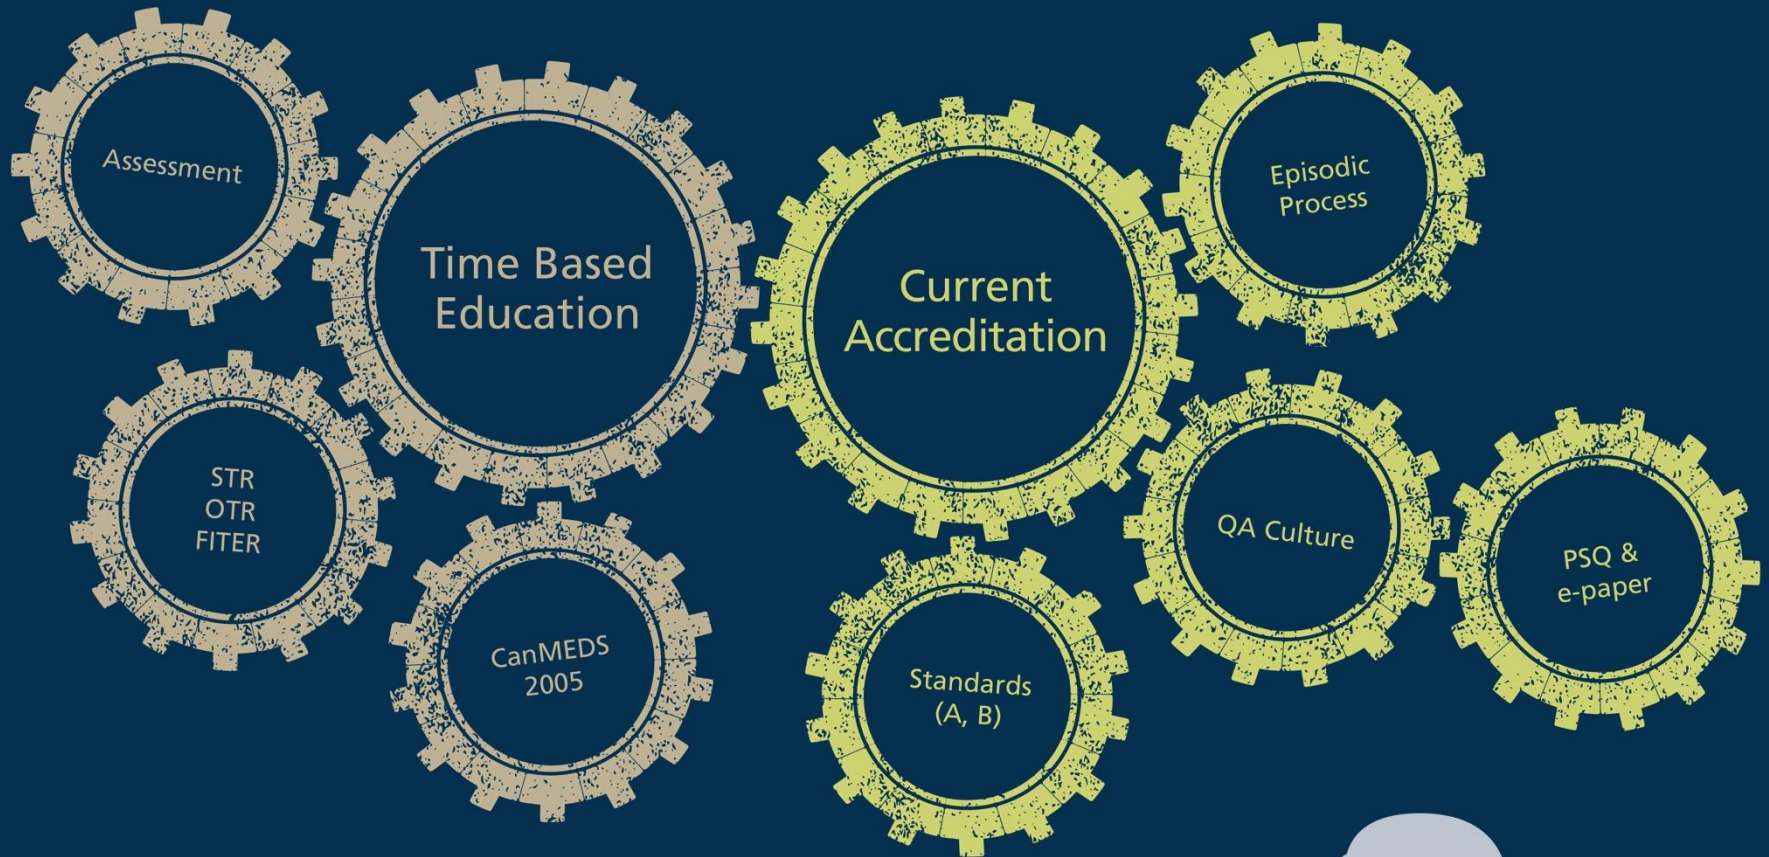 Assessment
Time Based
Education
STR
OTR
FITER
CanMEDS
2005
Current
Accreditation
Episodic
Process
QA Culture
PSQ &
e-paper
Standards
(A, B)